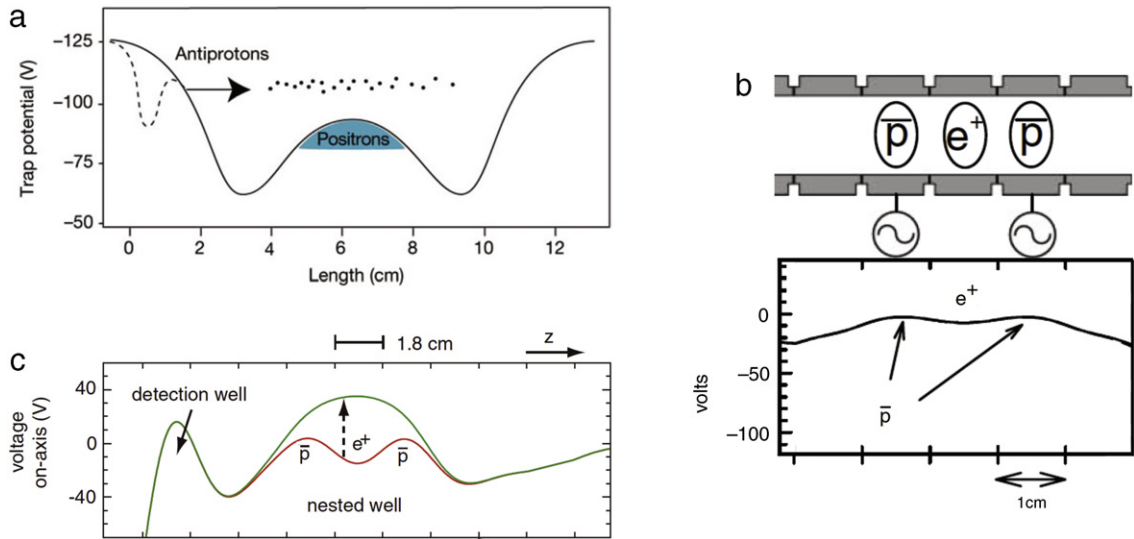 a
−125
−100
−75
−50
Trap potential (V)
Antiprotons
Positrons
0 2 4 6 8 10 12
Length (cm)
b
p̅ e⁺ p̅
e⁺
0
−50
−100
volts
p̅
1cm
c
1.8 cm
z
40
0
-40
voltage
on-axis (V)
detection well
p̅ e⁺ p̅
nested well